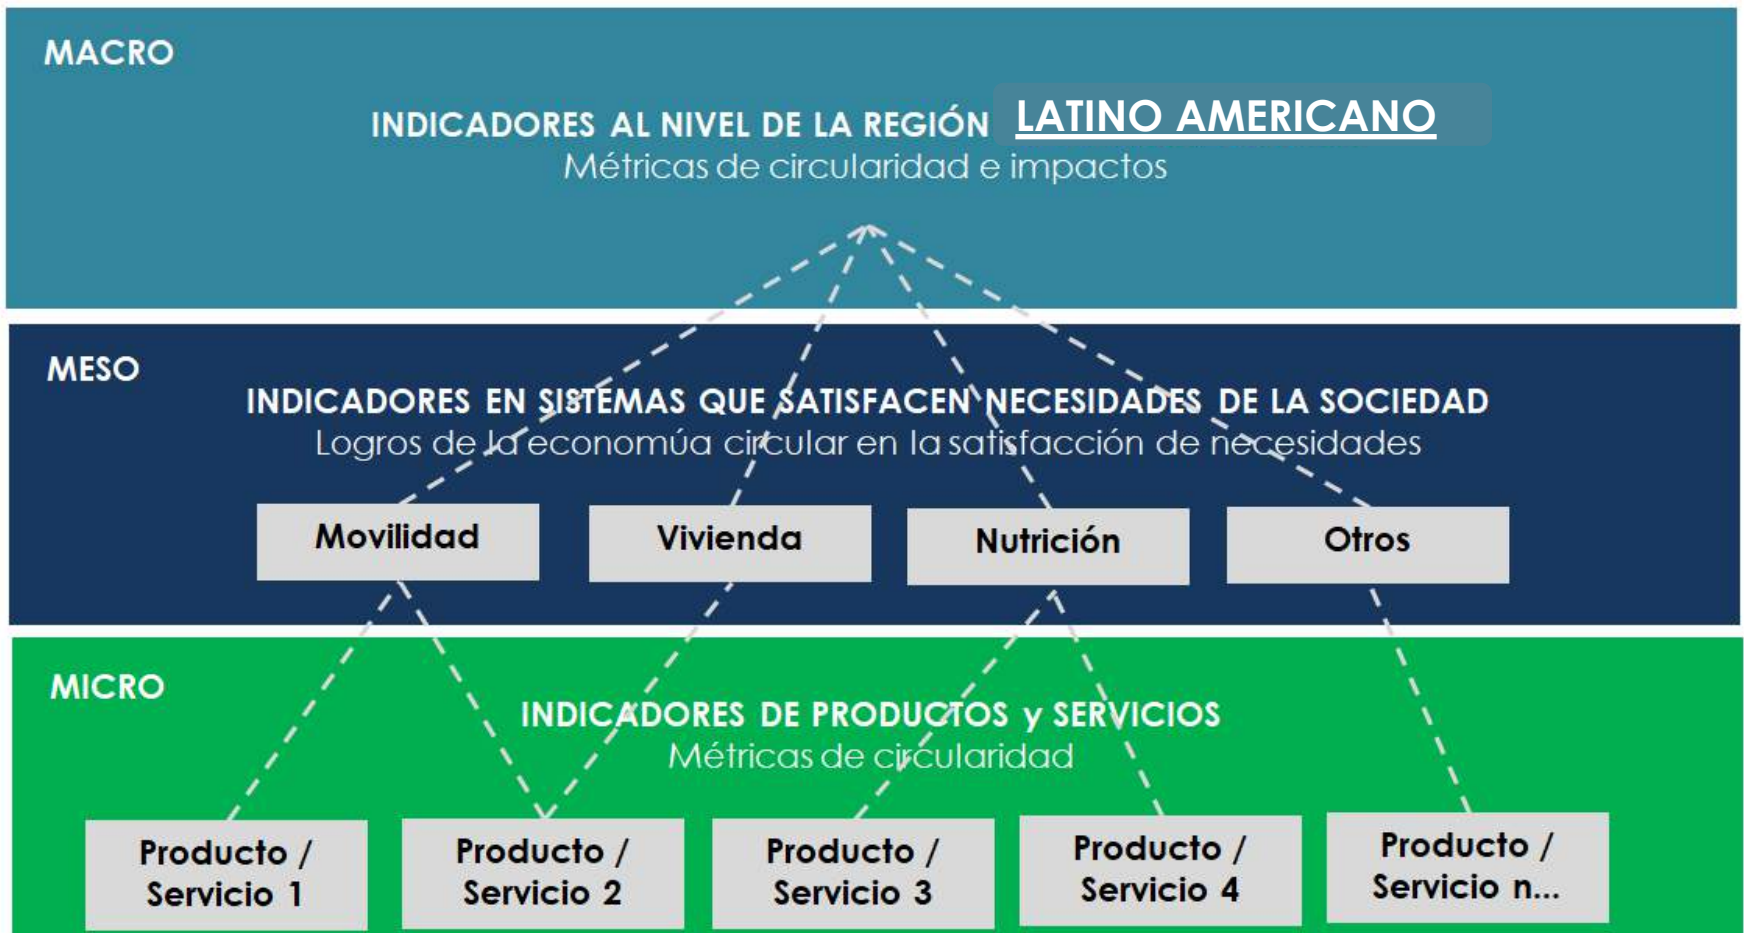 MACRO
INDICADORES AL NIVEL DE LA REGIÓN LATINO AMERICANO
Métricas de circularidad e impactos
MESO
INDICADORES EN SISTEMAS QUE SATISFACEN NECESIDADES DE LA SOCIEDAD
Logros de la economúa circular en la satisfacción de necesidades
Movilidad
Vivienda
Nutrición
Otros
MICRO
INDICADORES DE PRODUCTOS y SERVICIOS
Métricas de circularidad
Producto /
Servicio 1
Producto /
Servicio 2
Producto /
Servicio 3
Producto /
Servicio 4
Producto /
Servicio n...